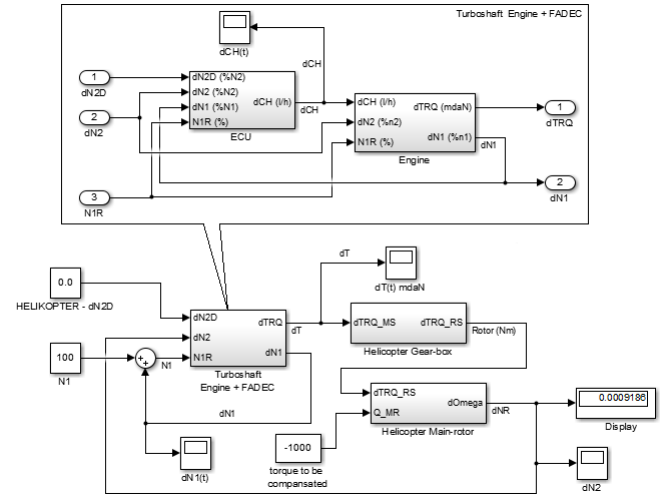 Turboshaft Engine + FADEC
dCH(t)
dCH
1
dN2D
2
dN2
3
N1R
dN2D (%N2)
dN2 (%N2)
dN1 (%N1)
N1R (%)
dCH (l/h)
ECU
dCH
dCH (l/h)
dN2 (%n2)
N1R (%)
dTRQ (mdaN)
dN1 (%n1)
Engine
dN1
1
dTRQ
2
dN1
0.0
HELIKOPTER - dN2D
100
N1
++
N1
dN2D
dN2
N1R
dTRQ
dN1
Turboshaft
Engine + FADEC
dT
dT
dT(t) mdaN
dTRQ_MS
dTRQ_RS
Helicopter Gear-box
Rotor (Nm)
dN1
dN1(t)
-1000
torque to be
compansated
dTRQ_RS
Q_MR
dOmega
Helicopter Main-rotor
dNR
0.0009186
Display
dN2